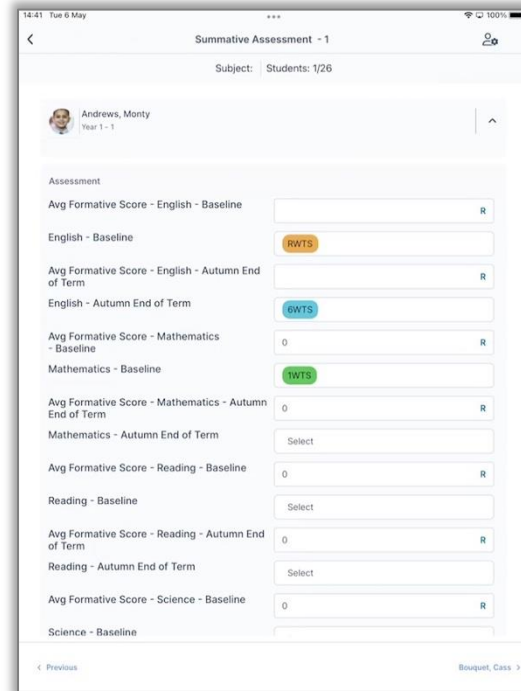 14:41 Tue 6 May
100%
Summative Assessment - 1
Subject: Students: 1/26
Andrews, Monty
Year 1 - 1
Assessment
Avg Formative Score - English - Baseline
R
English - Baseline
RWTS
Avg Formative Score - English - Autumn End
of Term
R
English - Autumn End of Term
6WTS
Avg Formative Score - Mathematics
- Baseline
0 R
Mathematics - Baseline
1WTS
Avg Formative Score - Mathematics - Autumn
End of Term
0 R
Mathematics - Autumn End of Term
Select
Avg Formative Score - Reading - Baseline
0 R
Reading - Baseline
Select
Avg Formative Score - Reading - Autumn End
of Term
0 R
Reading - Autumn End of Term
Select
Avg Formative Score - Science - Baseline
0 R
Science - Baseline
Previous
Bouquet, Cass